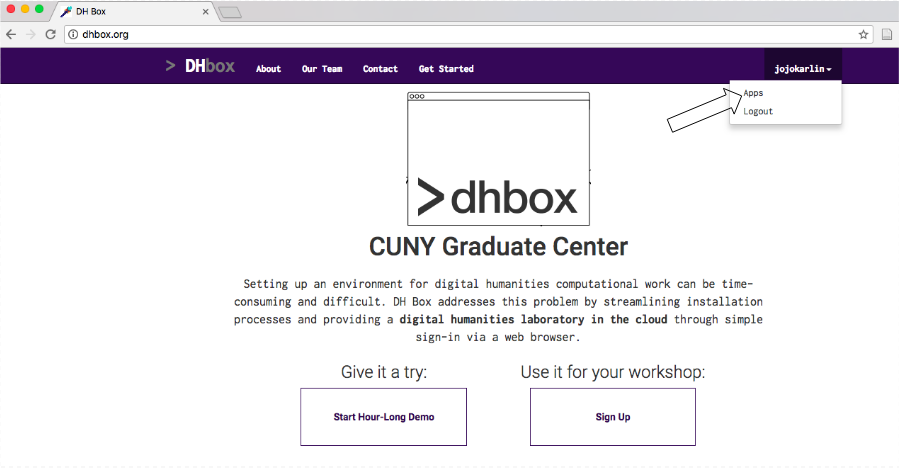 DH Box
dhbox.org
> DHbox
About
Our Team
Contact
Get Started
jojokarlin
Apps
Logout
>dhbox
CUNY Graduate Center
Setting up an environment for digital humanities computational work can be time-
consuming and difficult. DH Box addresses this problem by streamlining installation
processes and providing a digital humanities laboratory in the cloud through simple
sign-in via a web browser.
Give it a try:
Start Hour-Long Demo
Use it for your workshop:
Sign Up